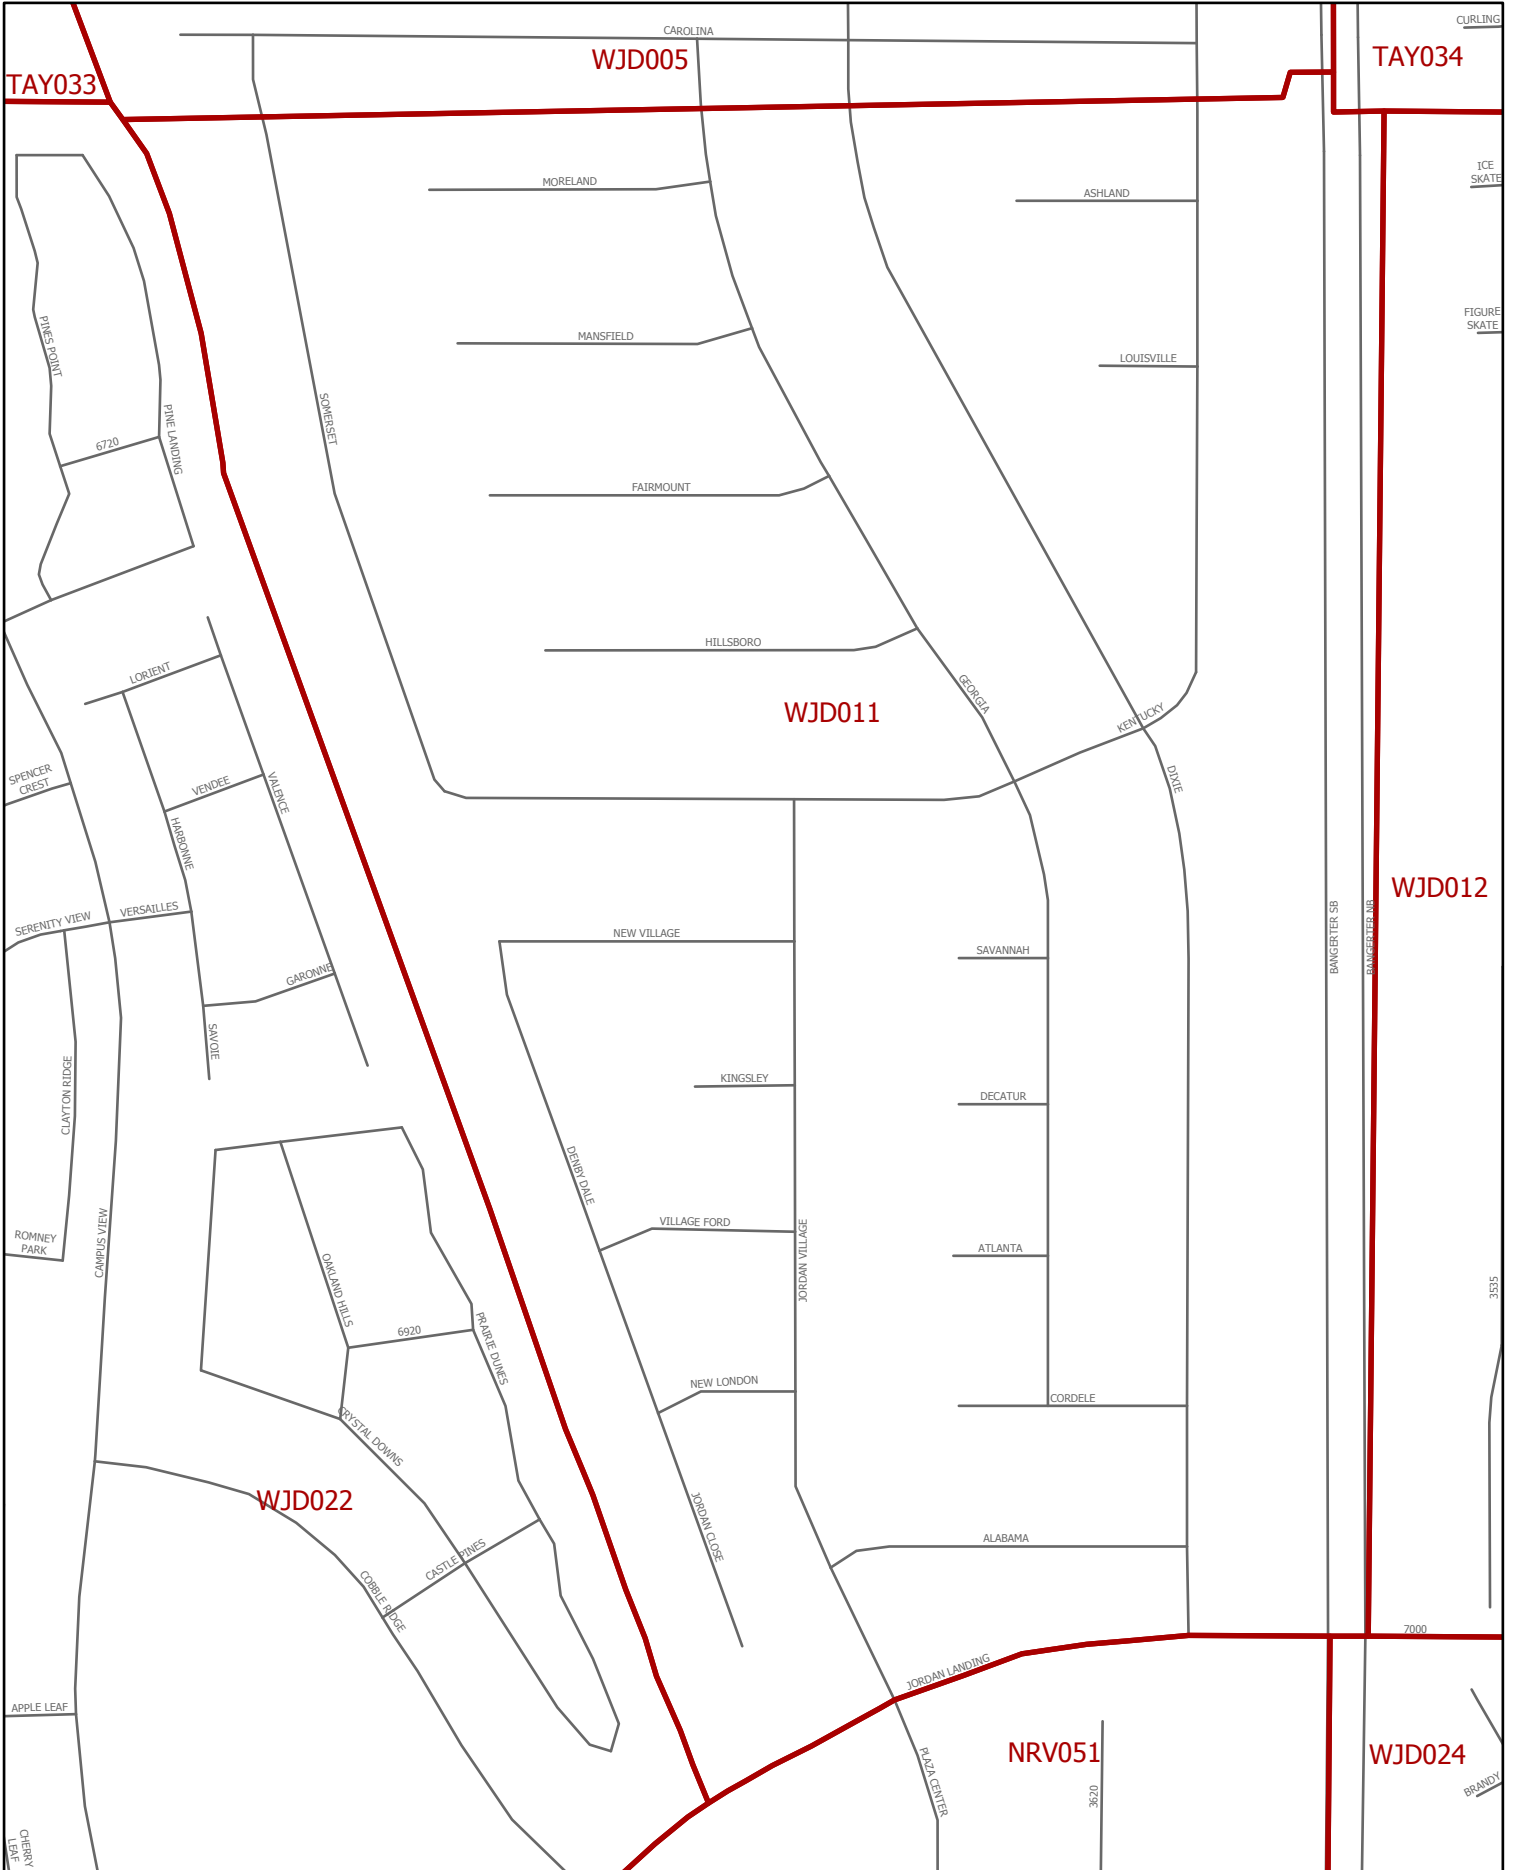 CURLING
CAROLINA
WJD005
TAY034
TAY033
ICE
SKATE
MORELAND
ASHLAND
FIGURE
SKATE
PINES POINT
MANSFIELD
LOUISVILLE
SOMERSET
PINE LANDING
6720
FAIRMOUNT
HILLSBORO
LORIENT
GEORGIA
WJD011
KENTUCKY
SPENCER
CREST
VENDEE
VALENCE
DIXIE
HARBONNE
WJD012
VERSAILLES
SERENITY VIEW
NEW VILLAGE
SAVANNAH
BANGERTER SB
BANGERTER NB
GARONNE
SAVOIE
KINGSLEY
DECATUR
CLAYTON RIDGE
DENBY DALE
VILLAGE FORD
ROMNEY
PARK
CAMPUS VIEW
JORDAN VILLAGE
ATLANTA
OAKLAND HILLS
3535
6920
PRAIRIE DUNES
NEW LONDON
CORDELE
CRYSTAL DOWNS
WJD022
JORDAN CLOSE
ALABAMA
CASTLE PINES
COBBLE RIDGE
7000
JORDAN LANDING
APPLE LEAF
NRV051
WJD024
PLAZA CENTER
3620
BRANDY
CHERRY
LEAF